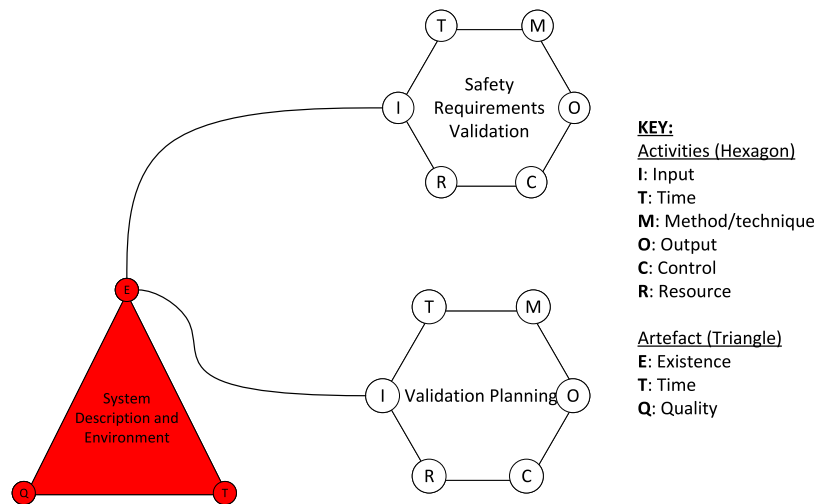 T
M
I
Safety
Requirements
Validation
O
R
C
E
System
Description and
Environment
Q
T
T
M
I
Validation Planning
O
R
C
KEY:
Activities (Hexagon)
I: Input
T: Time
M: Method/technique
O: Output
C: Control
R: Resource
Artefact (Triangle)
E: Existence
T: Time
Q: Quality